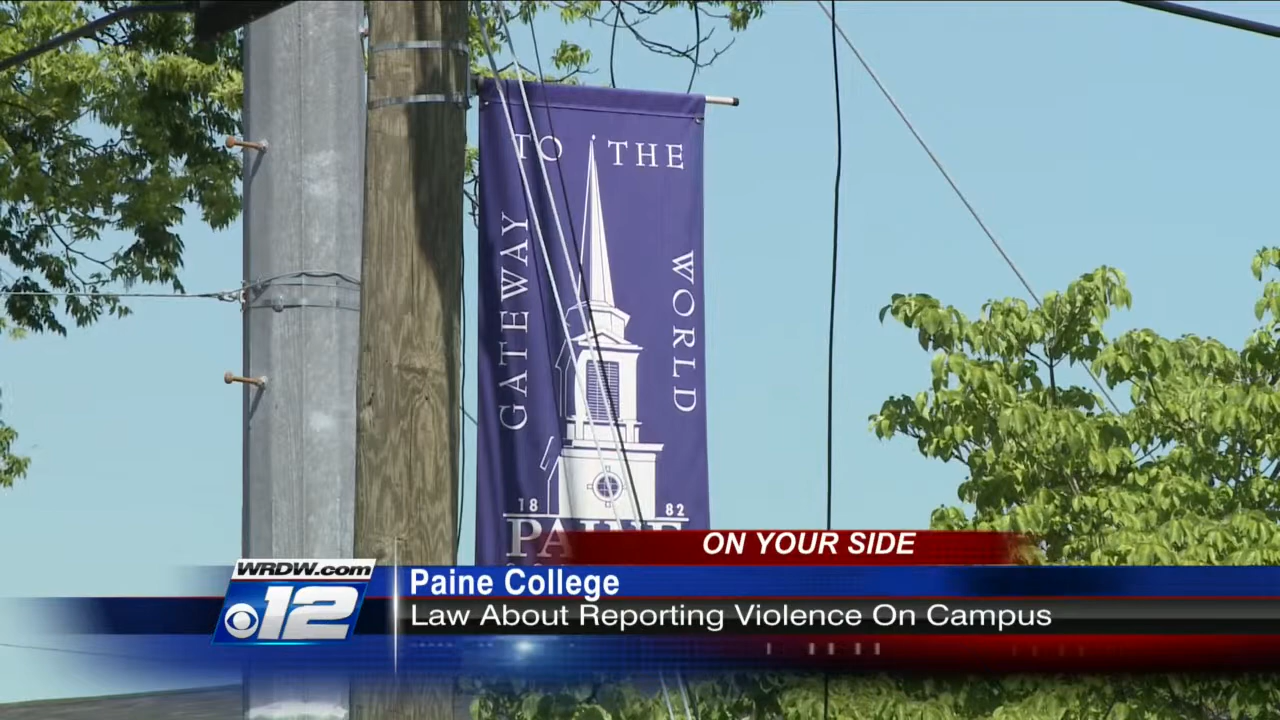 GATEWAY
TO THE
WORLD
18 82
PAINE
ON YOUR SIDE
WRDW.com
12
Paine College
Law About Reporting Violence On Campus